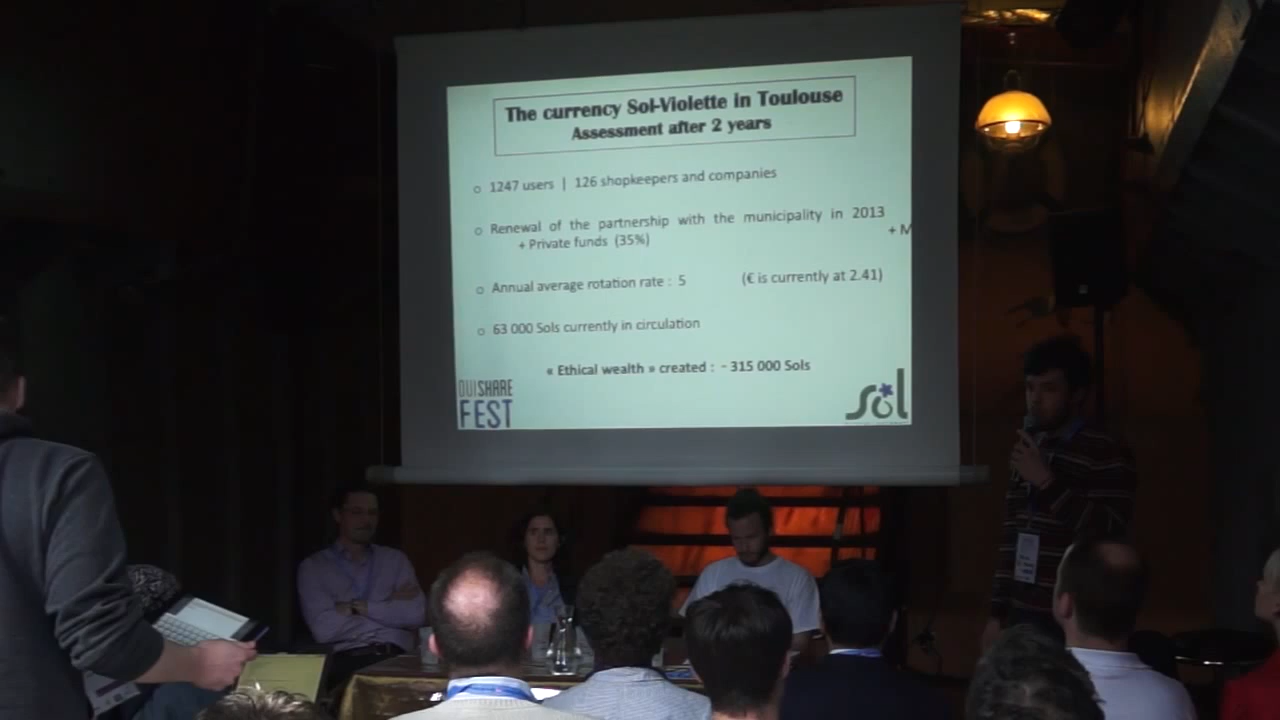 The currency Sol-Violette in Toulouse
Assessment after 2 years
o 1247 users | 126 shopkeepers and companies
o Renewal of the partnership with the municipality in 2013
+ M
+ Private funds (35%)
o Annual average rotation rate : 5 (€ is currently at 2.41)
o 63 000 Sols currently in circulation
« Ethical wealth » created : - 315 000 Sols
OUISHARE
FEST
sol